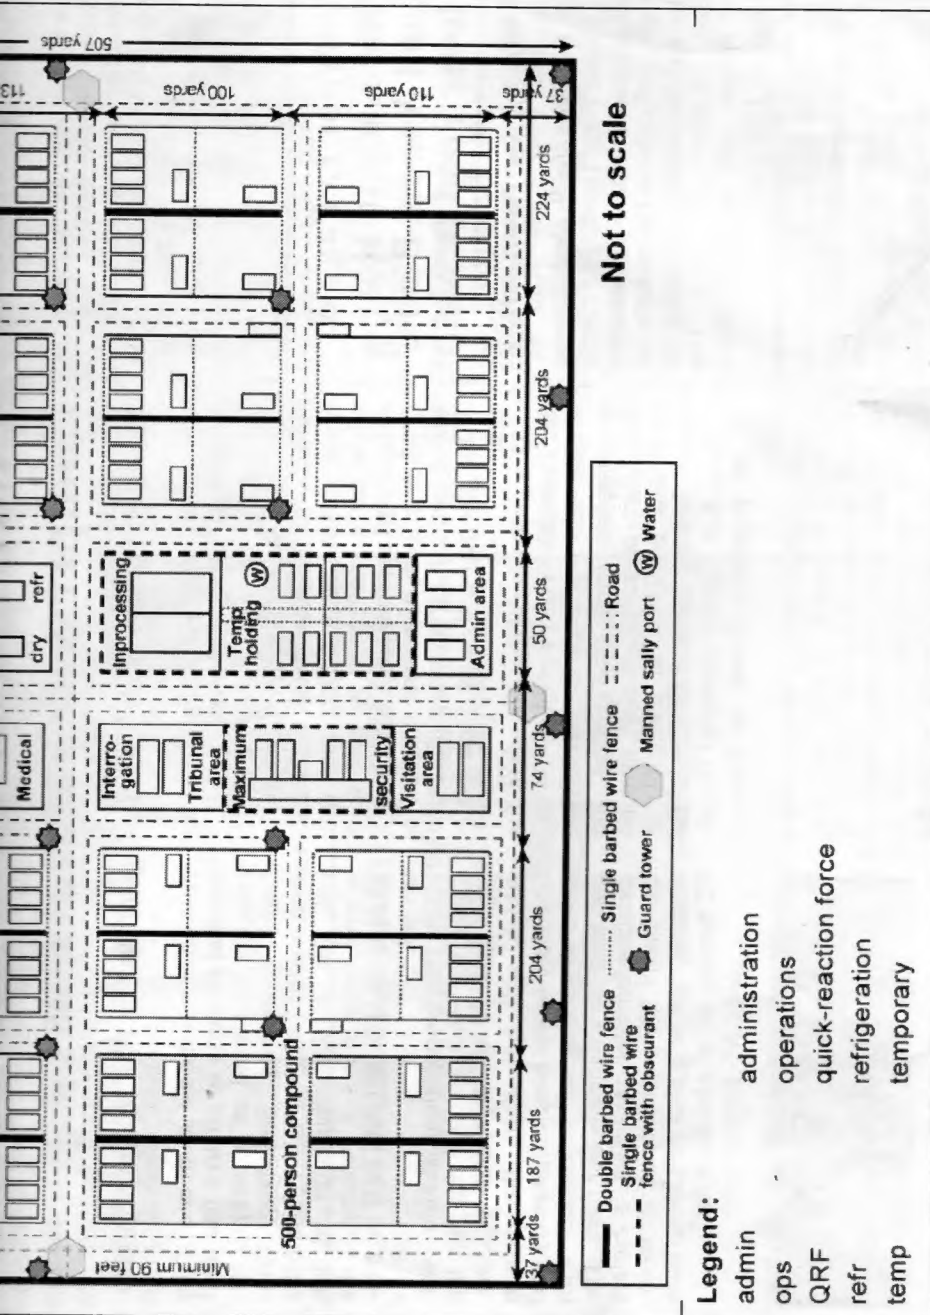 507 yards
113
100 yards
110 yards
37 yards
224 yards
204 yards
50 yards
74 yards
204 yards
187 yards
37 yards
Minimum 90 feet
dry
refr
Medical
Inprocessing
Temp
holding
W
Admin area
Interro-
gation
Tribunal
area
Maximum
security
Visitation
area
500-person compound
Not to scale
Double barbed wire fence
Single barbed wire fence
Road
Single barbed wire
fence with obscurant
Guard tower
Manned sally port
W Water
Legend:
admin administration
ops operations
QRF quick-reaction force
refr refrigeration
temp temporary